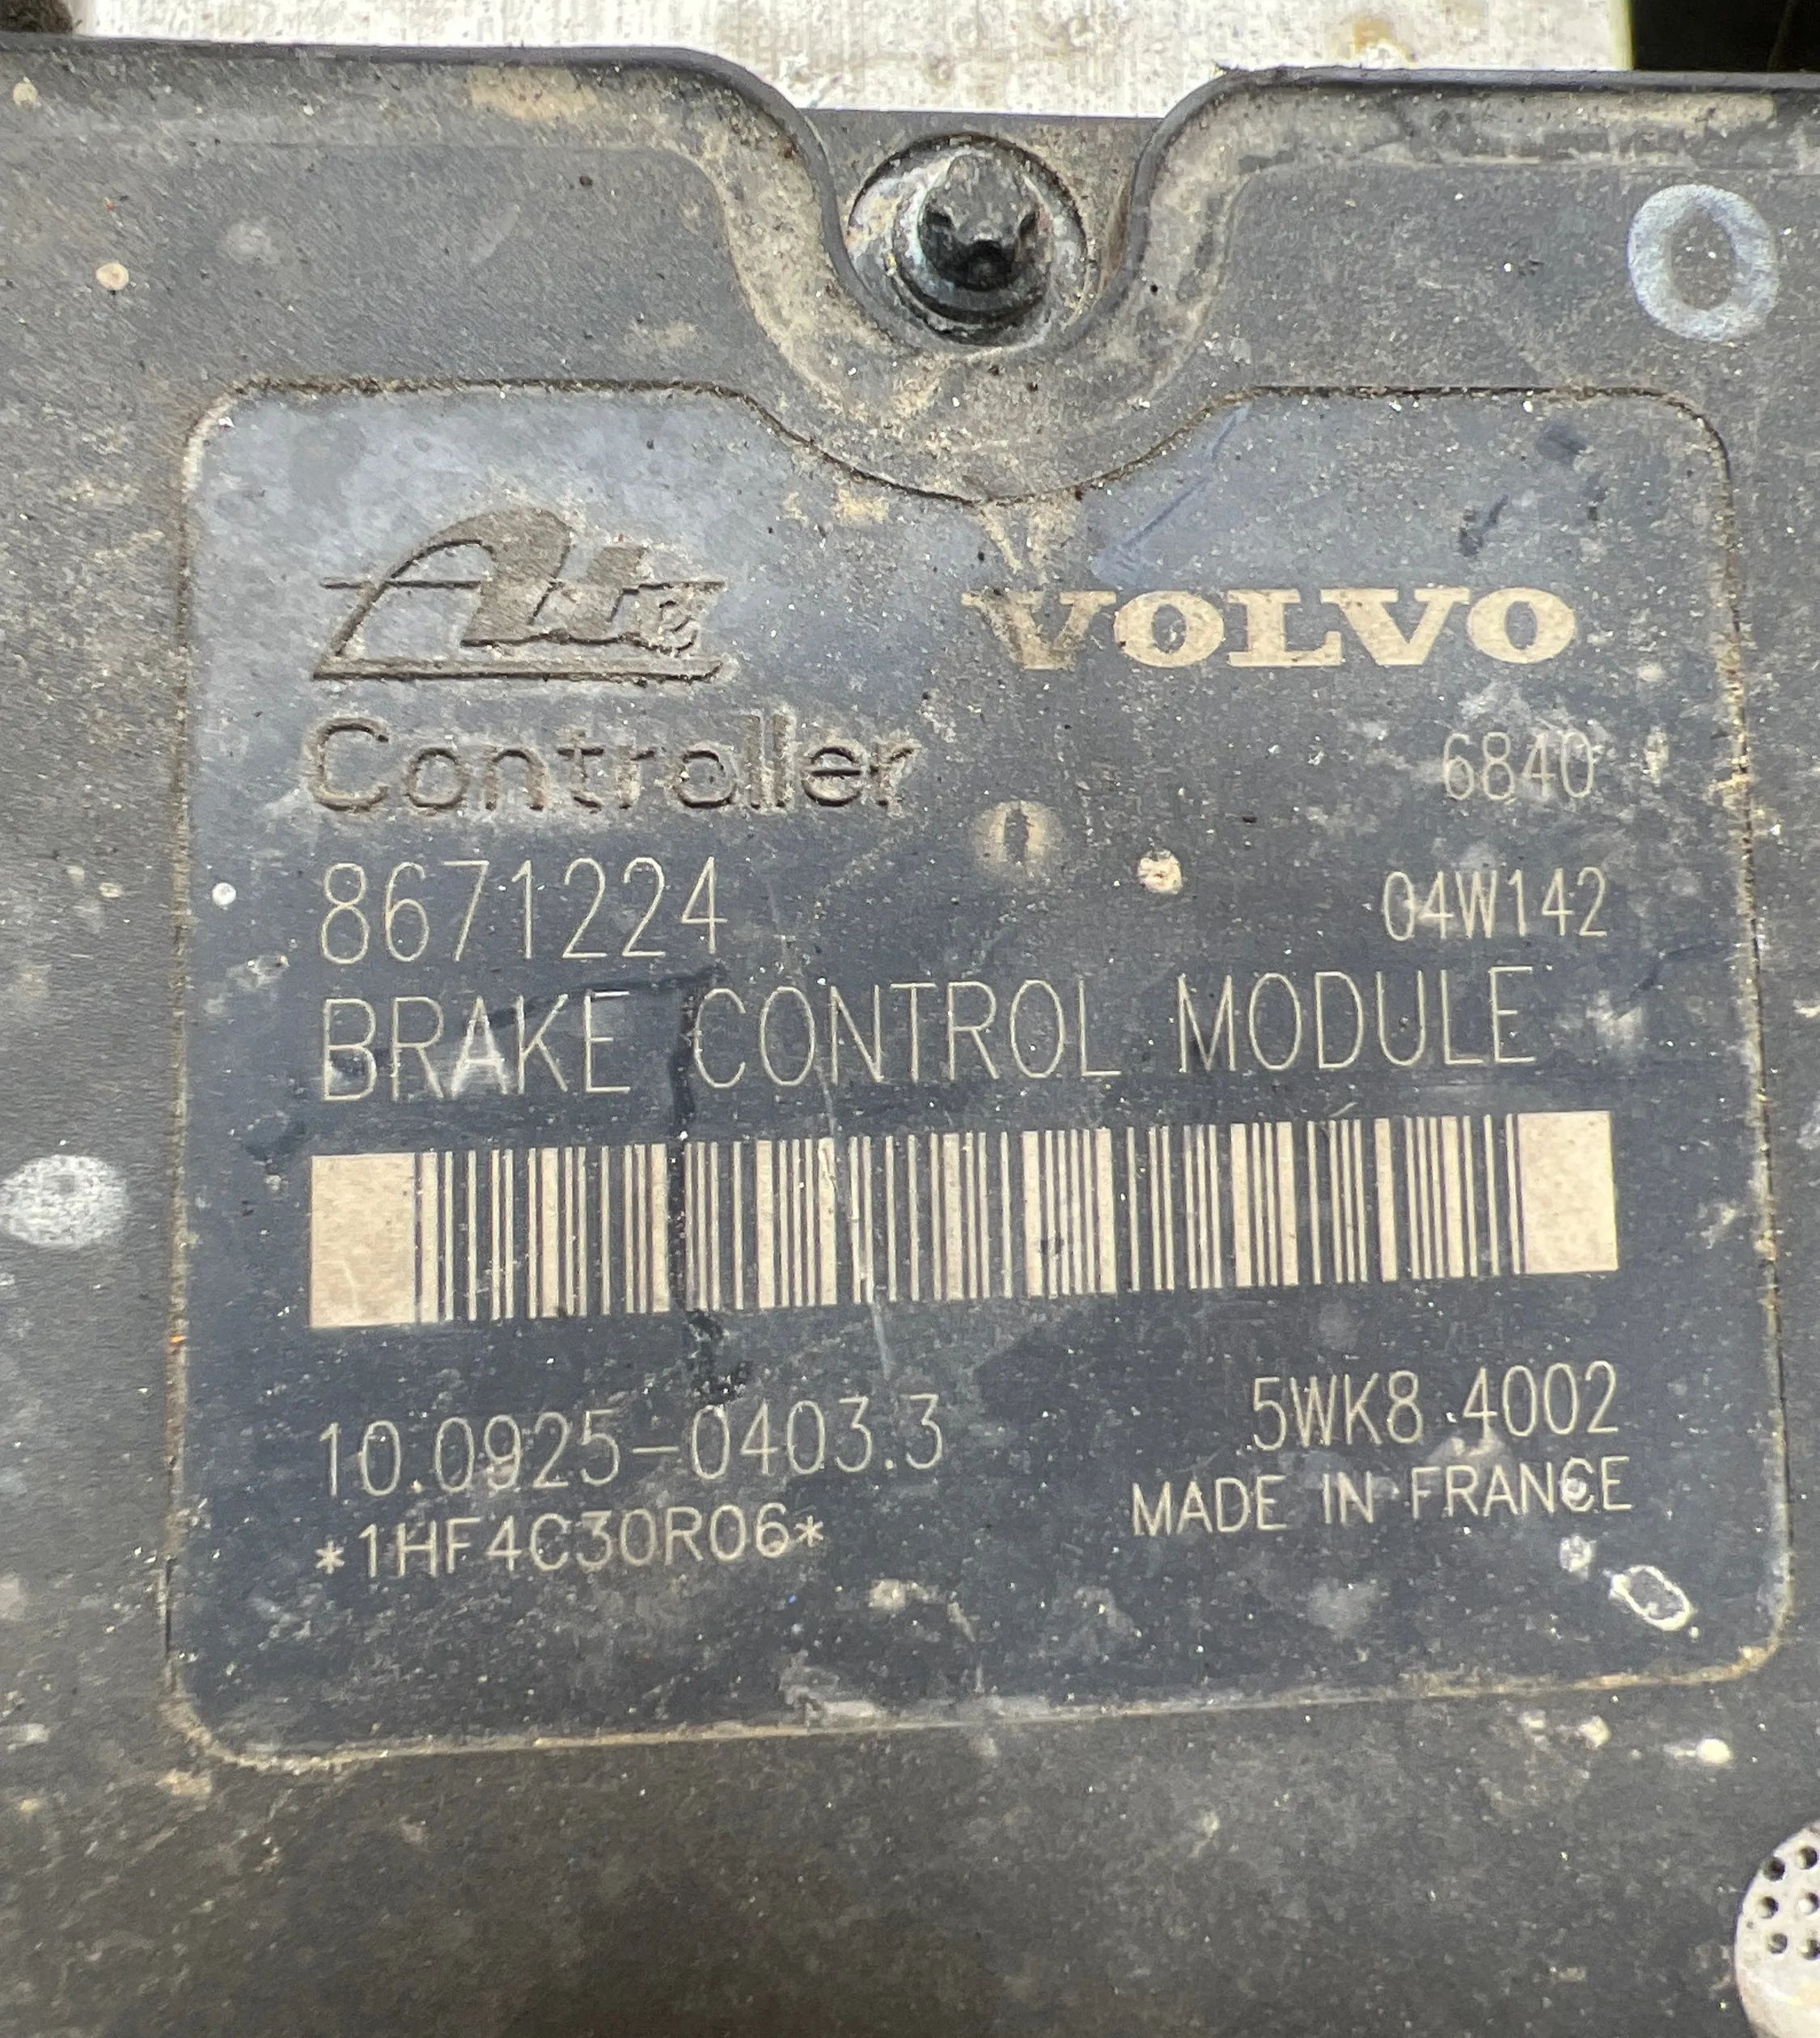 Ate VOLVO
Controller 6840
8671224 04W142
BRAKE CONTROL MODULE
10.0925-0403.3 5WK8 4002
*1HF4C30R06* MADE IN FRANCE